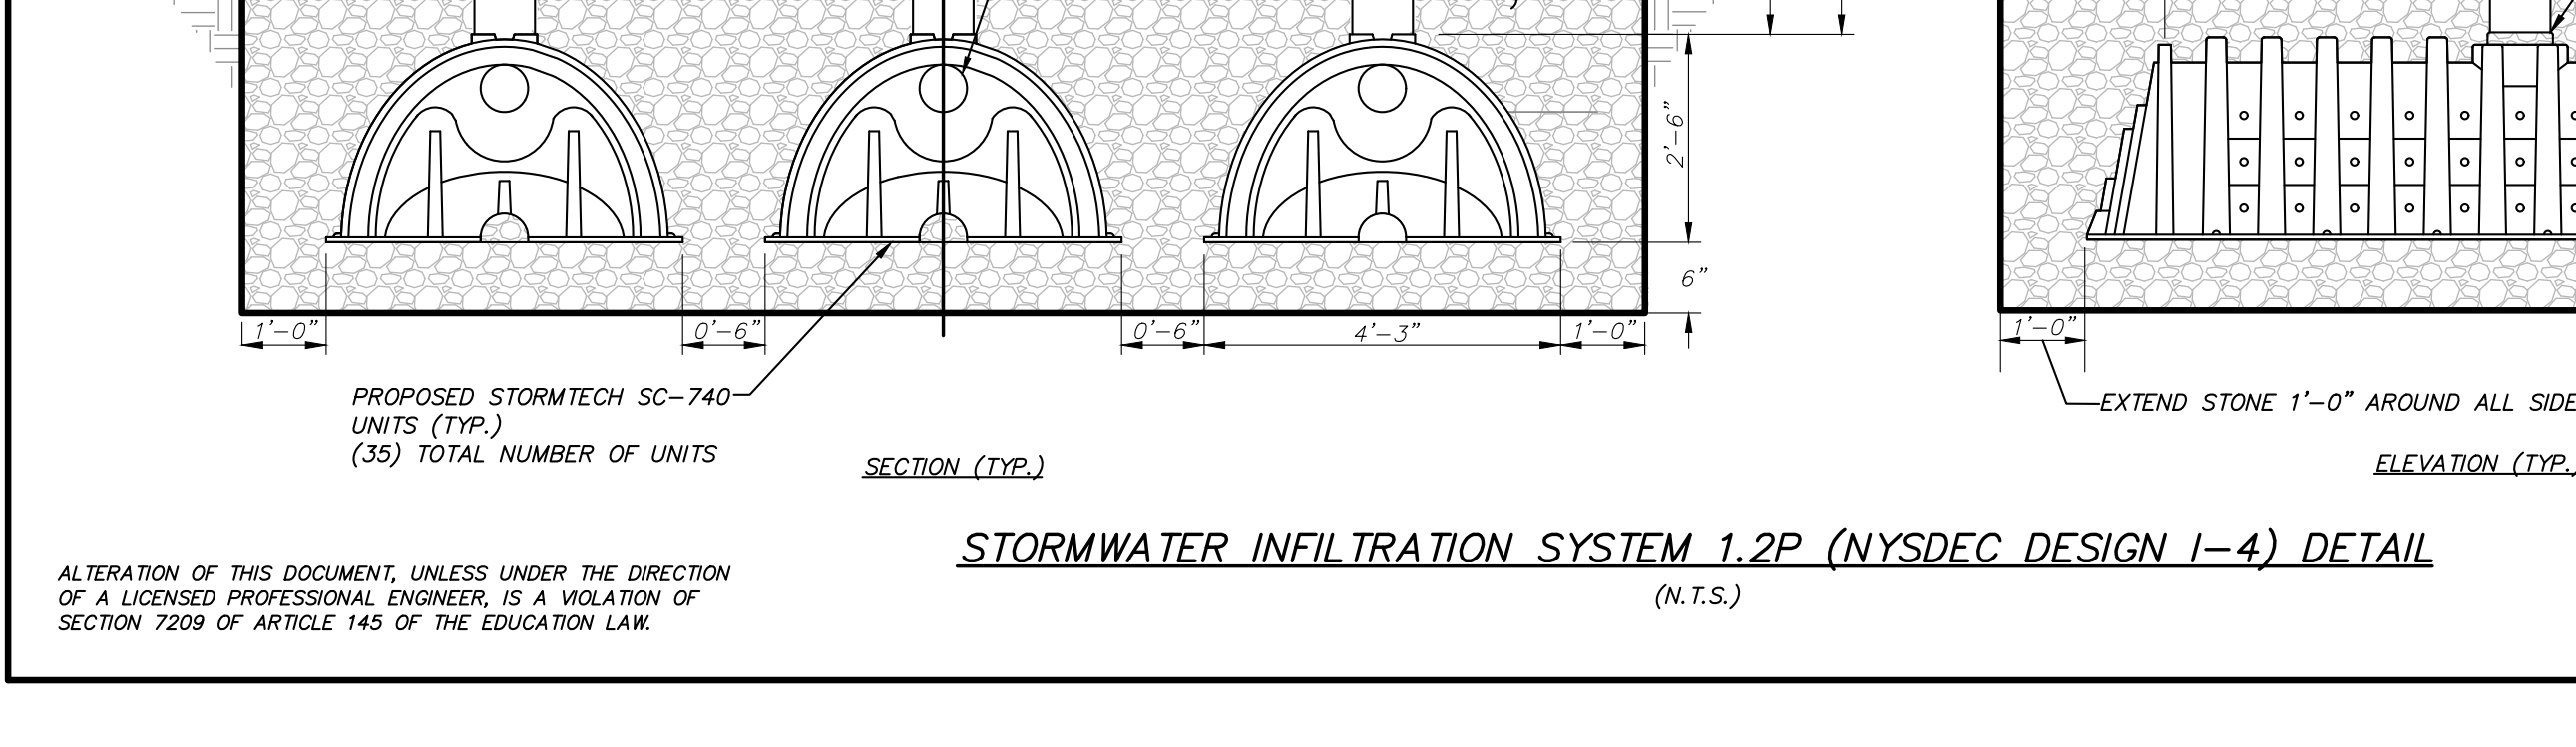 2'-6"
6"
1'-0"
0'-6"
0'-6"
4'-3"
1'-0"
1'-0"
PROPOSED STORMTECH SC-740
UNITS (TYP.)
(35) TOTAL NUMBER OF UNITS
EXTEND STONE 1'-0" AROUND ALL SIDE
SECTION (TYP.)
ELEVATION (TYP.)
STORMWATER INFILTRATION SYSTEM 1.2P (NYSDEC DESIGN I-4) DETAIL
(N.T.S.)
ALTERATION OF THIS DOCUMENT, UNLESS UNDER THE DIRECTION
OF A LICENSED PROFESSIONAL ENGINEER, IS A VIOLATION OF
SECTION 7209 OF ARTICLE 145 OF THE EDUCATION LAW.